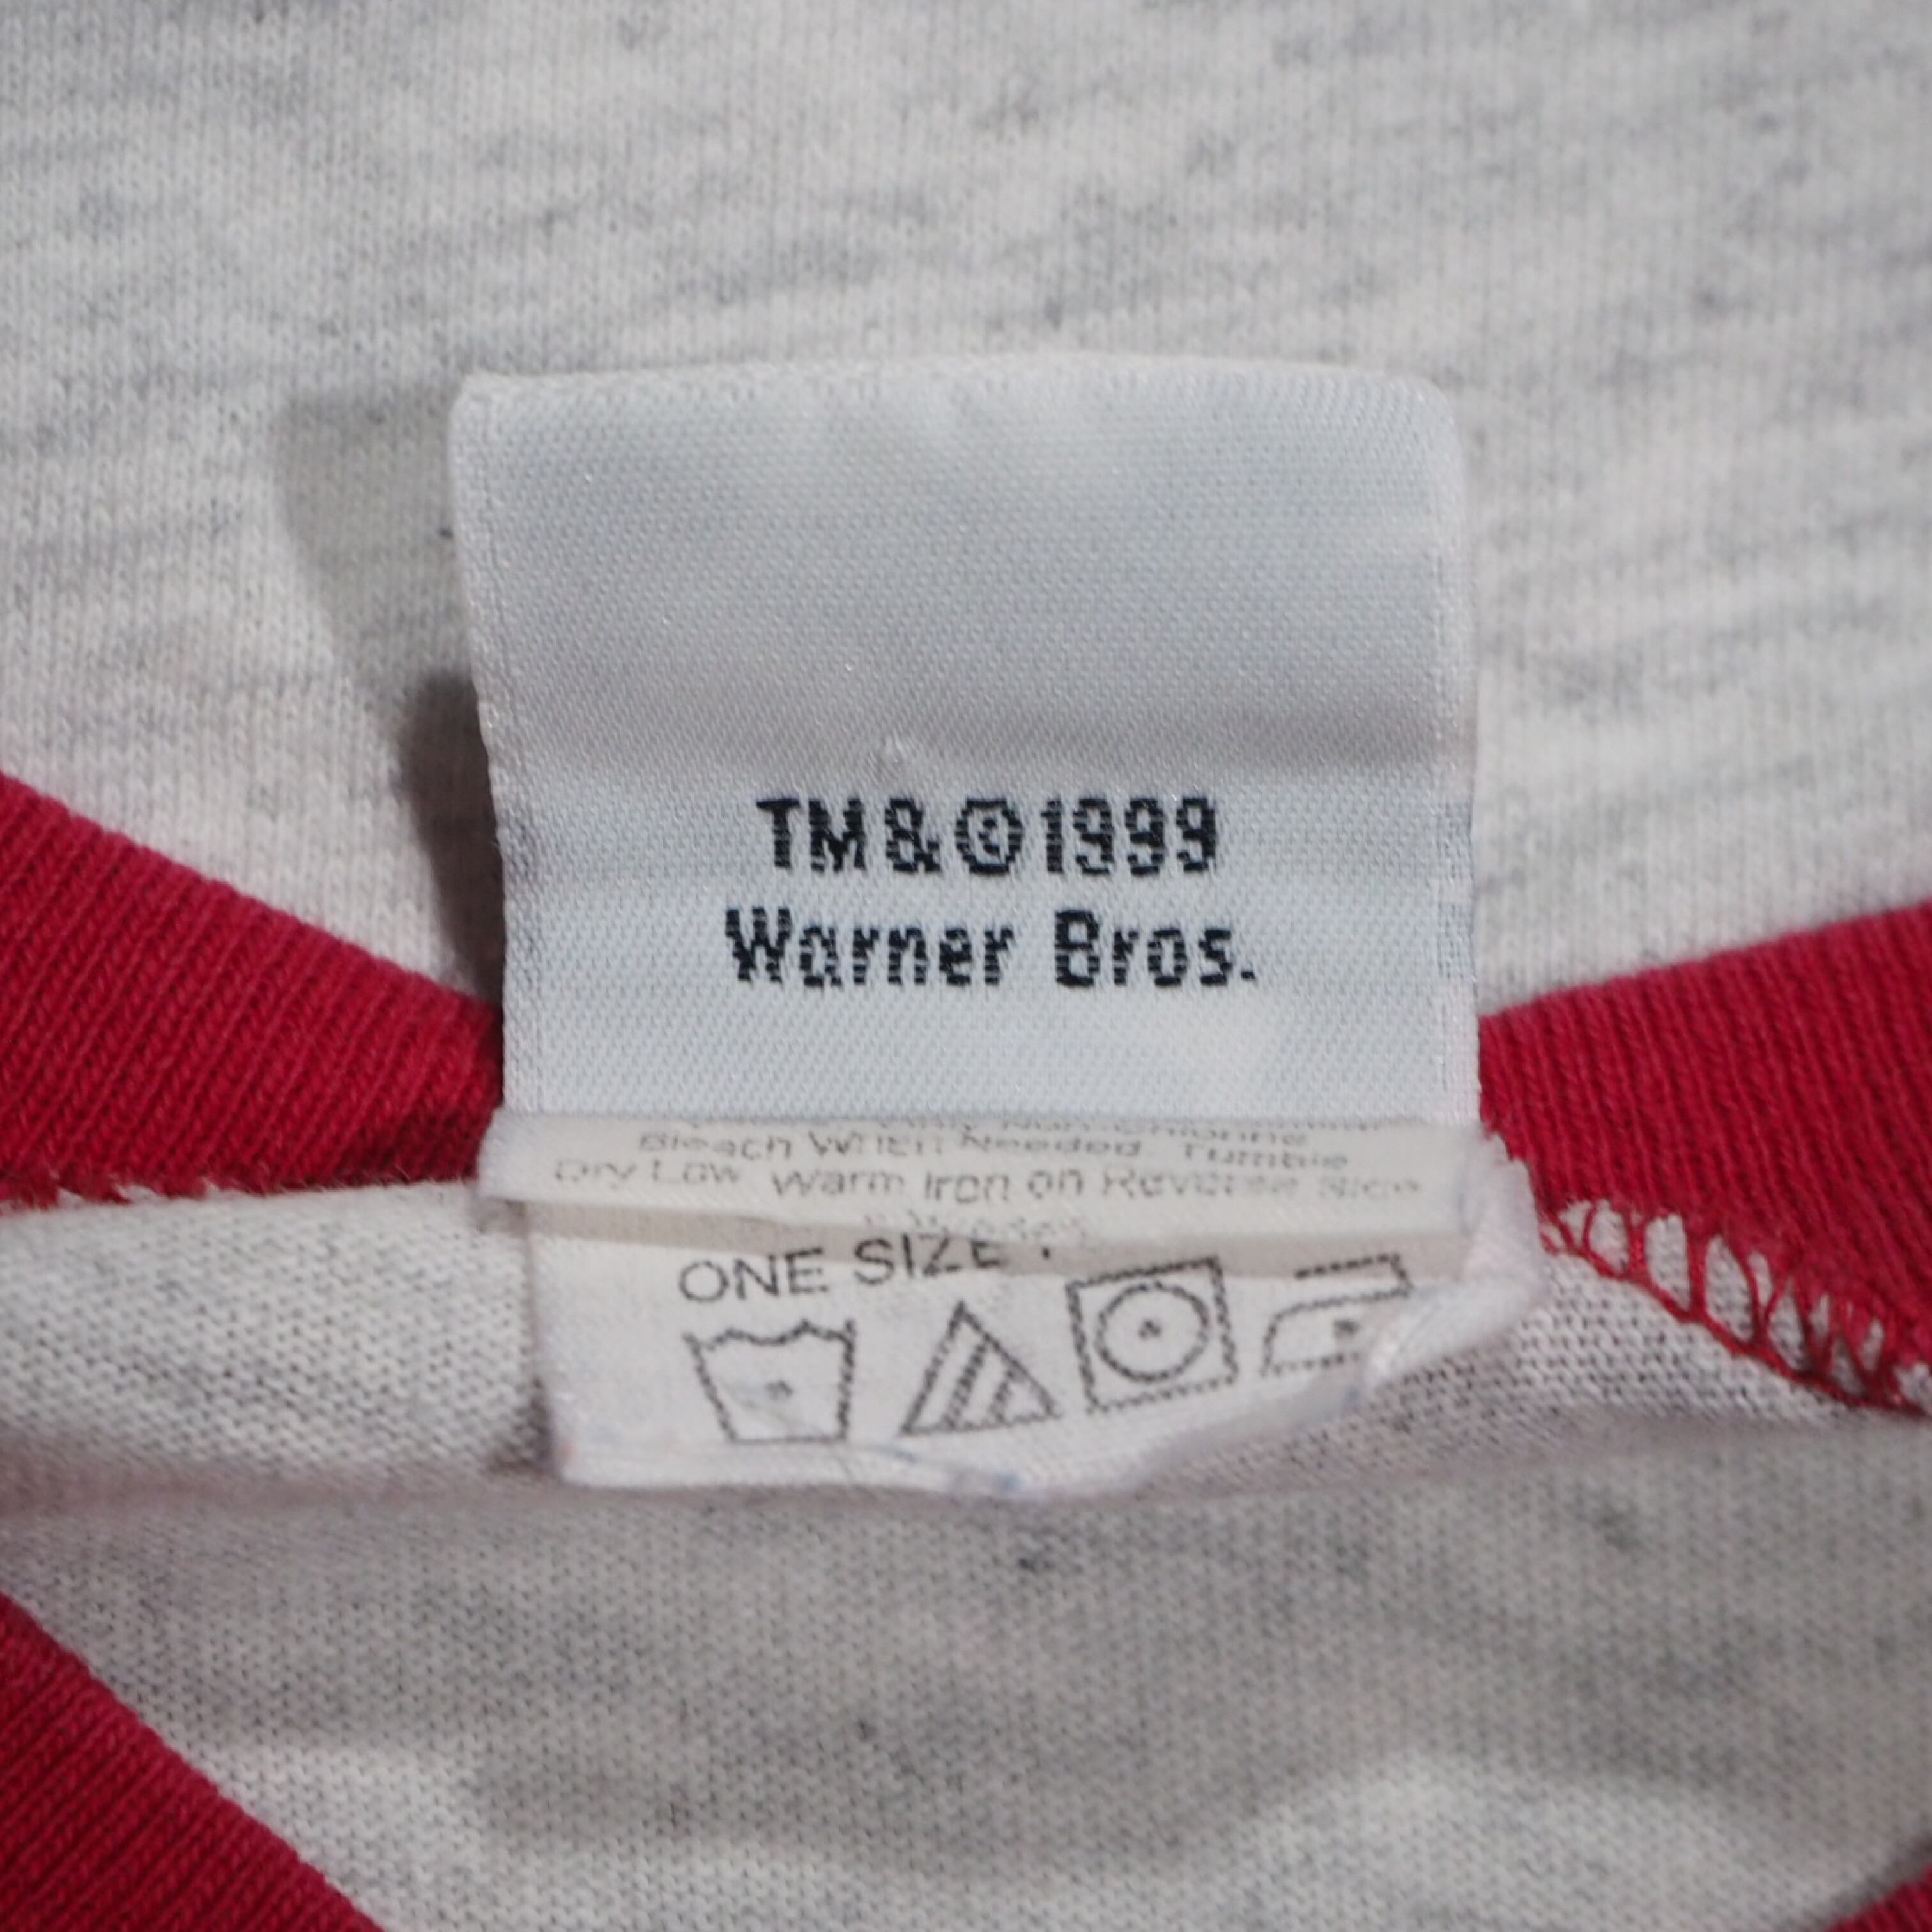 TM & © 1999
Warner Bros.
Bleach When Needed Tumble
Dry Low Warm Iron on Reverse Side
ONE SIZE